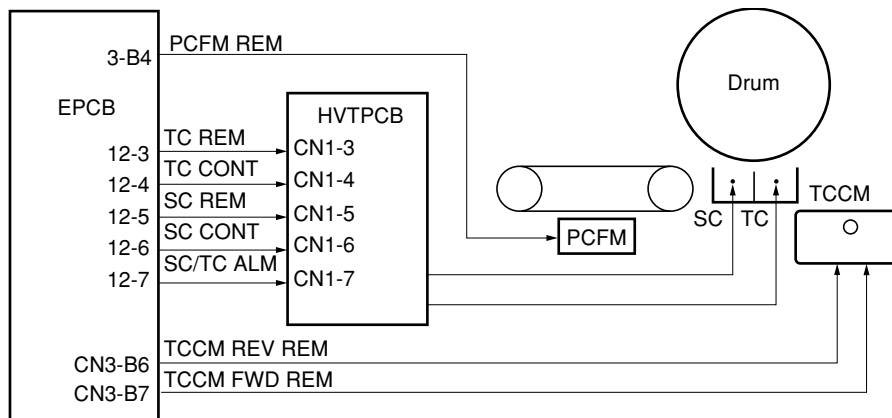 PCFM REM
3-B4
Drum
EPCB
HVTPCB
TC REM
12-3
CN1-3
TC CONT
12-4
CN1-4
SC REM
12-5
CN1-5
SC CONT
12-6
CN1-6
SC/TC ALM
12-7
CN1-7
SC
TC
TCCM
PCFM
TCCM REV REM
CN3-B6
TCCM FWD REM
CN3-B7